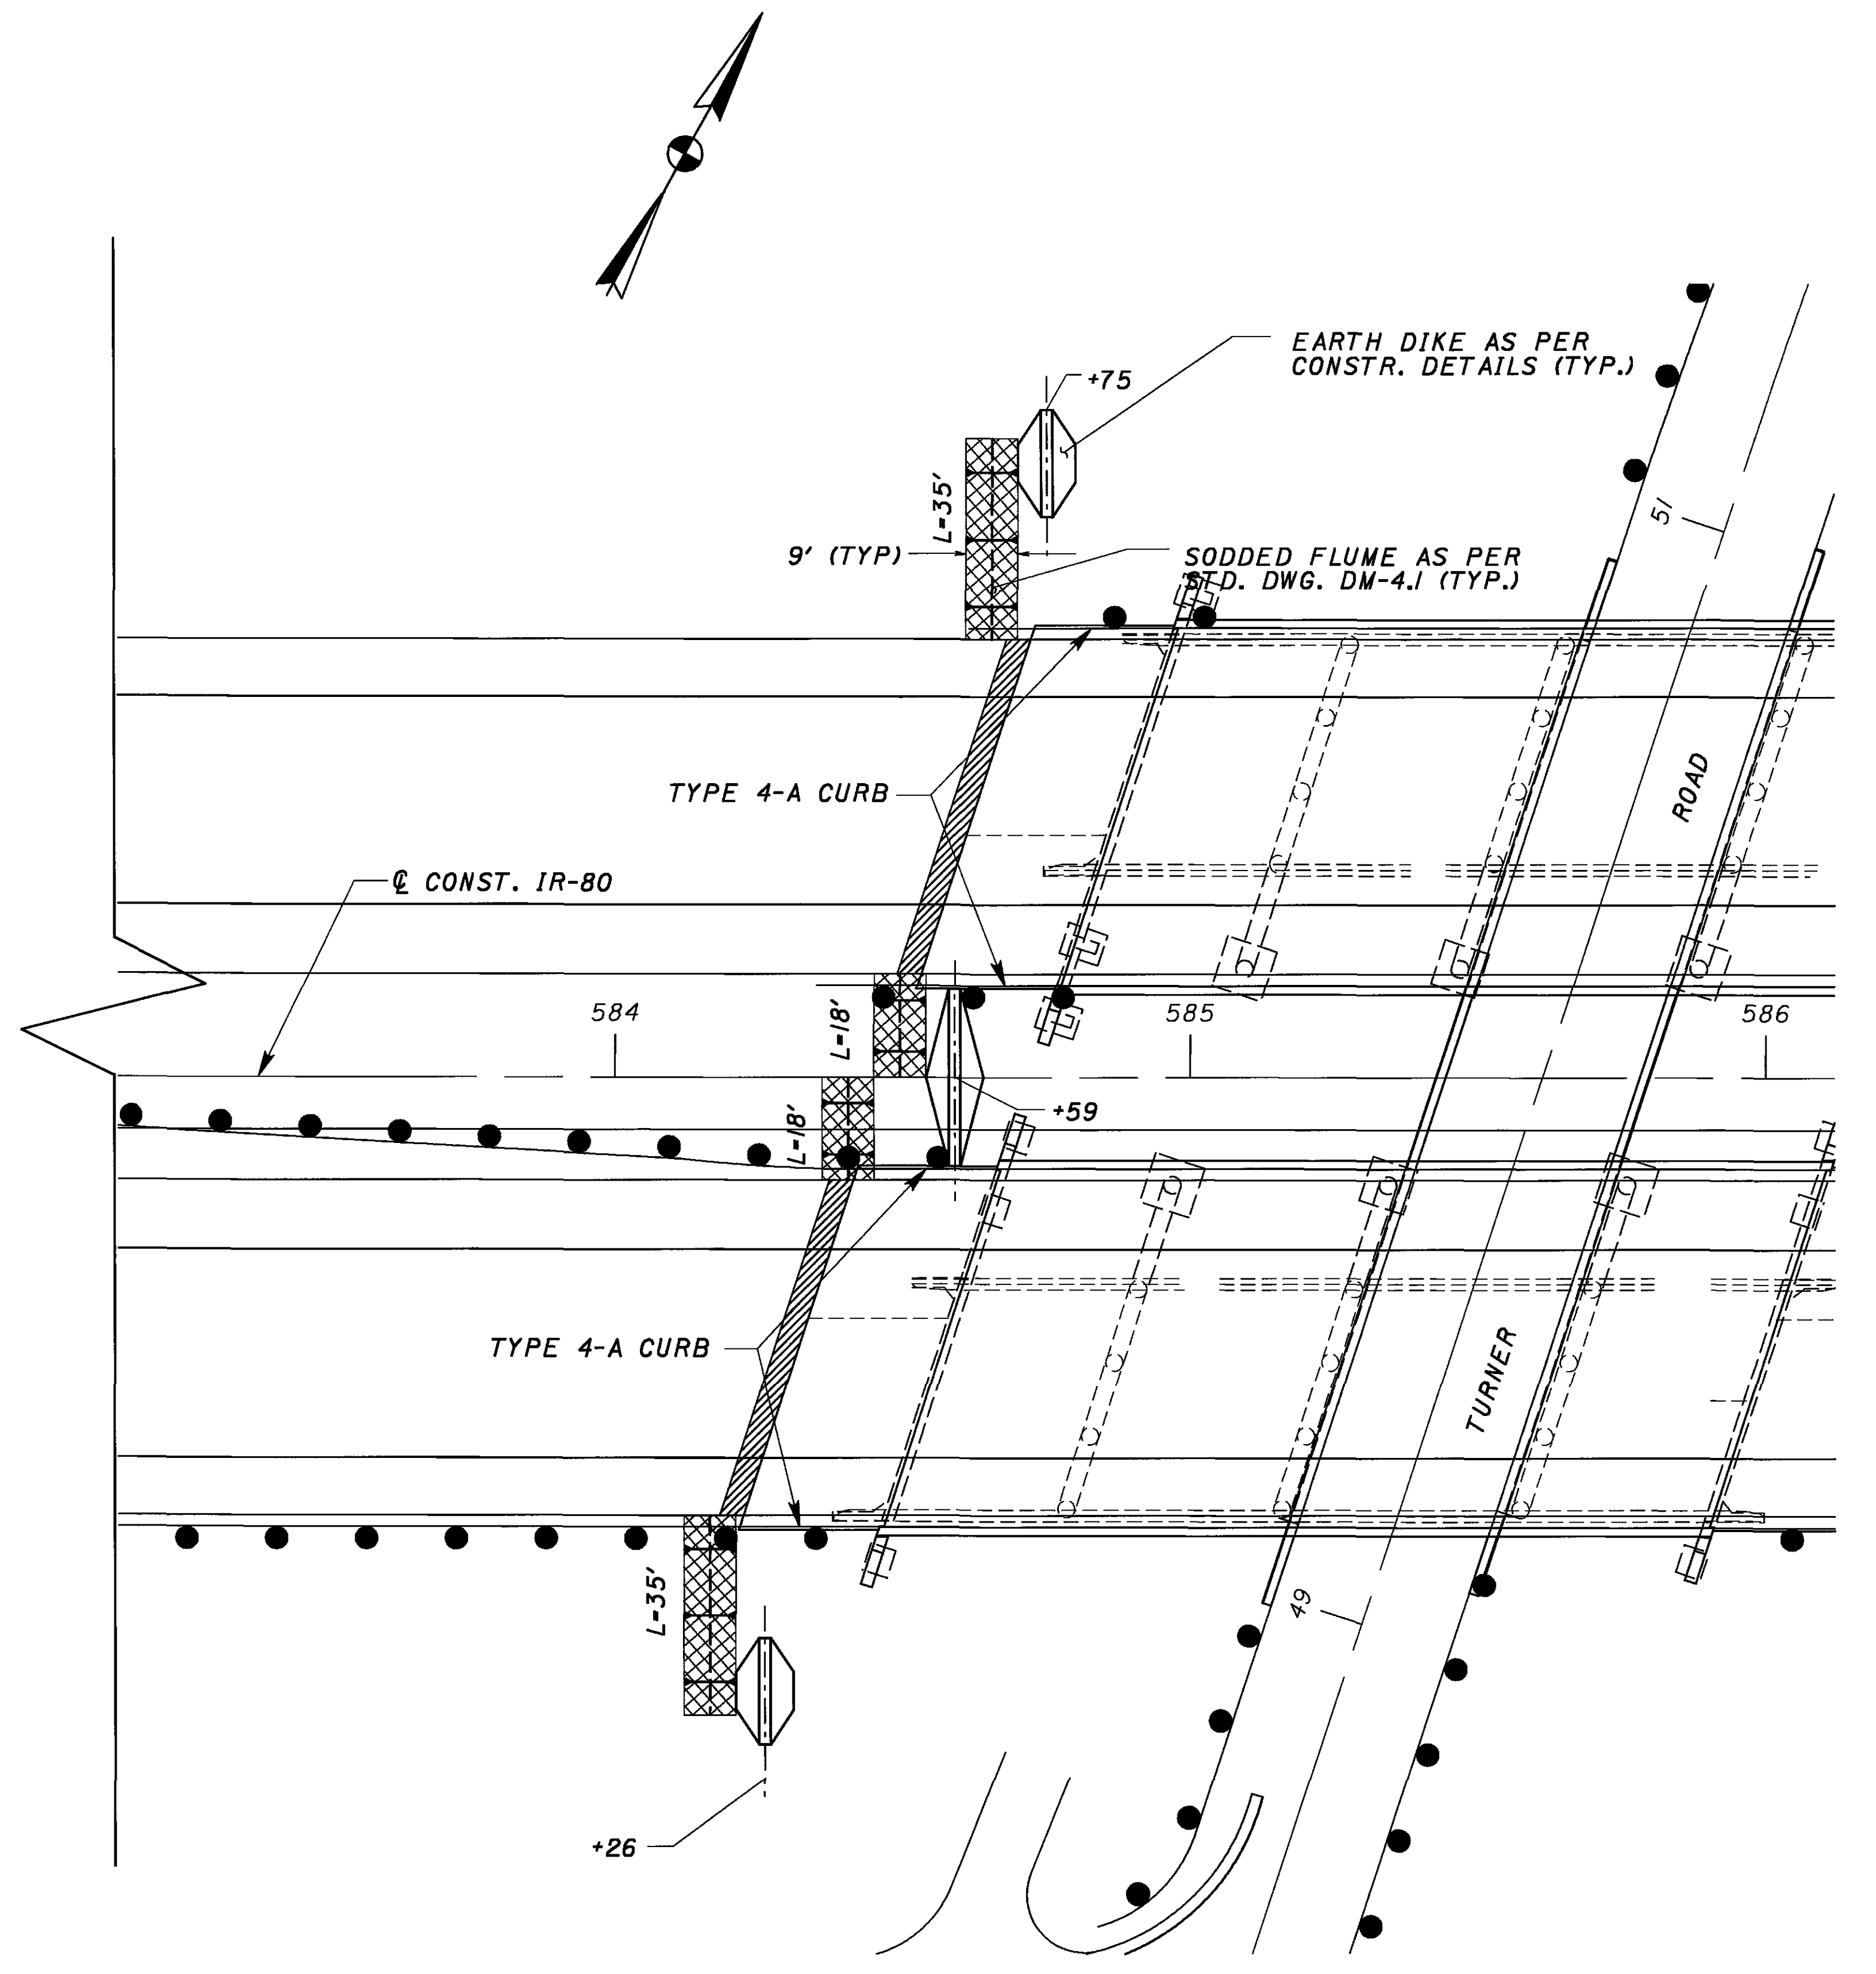 EARTH DIKE AS PER
CONSTR. DETAILS (TYP.)
+75
L=35'
9' (TYP)
SODDED FLUME AS PER
STD. DWG. DM-4.1 (TYP.)
51
ROAD
TYPE 4-A CURB
℄ CONST. IR-80
584
L=18'
585
586
L=18'
+59
TYPE 4-A CURB
TURNER
L=35'
49
+26